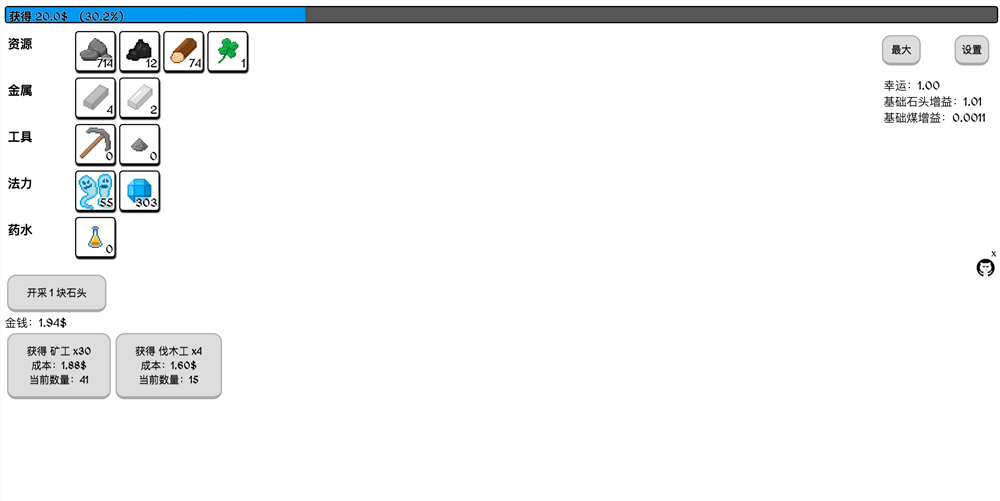 获得 20.0$ （30.2%）
资源
714
12
74
1
最大
设置
幸运：1.00
基础石头增益：1.01
基础煤增益：0.0011
金属
4
2
工具
0
0
法力
55
303
药水
0
x
开采 1 块石头
金钱：1.94$
获得 矿工 x30
成本：1.88$
当前数量：41
获得 伐木工 x4
成本：1.60$
当前数量：15